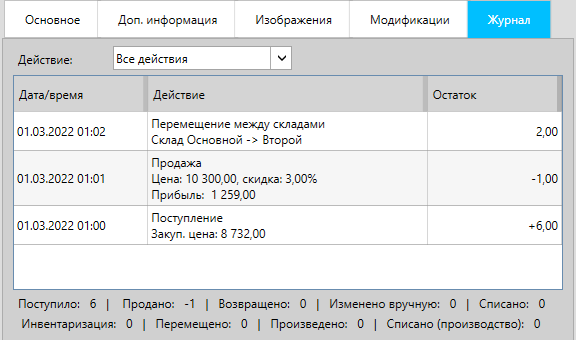 Основное Доп. информация Изображения Модификации Журнал
Действие: Все действия
Дата/время Действие Остаток
01.03.2022 01:02 Перемещение между складами 2,00
Склад Основной -> Второй
Продажа
01.03.2022 01:01 Цена: 10 300,00, скидка: 3,00% -1,00
Прибыль: 1 259,00
01.03.2022 01:00 Поступление +6,00
Закуп. цена: 8 732,00
Поступило: 6 | Продано: -1 | Возвращено: 0 | Изменено вручную: 0 | Списано: 0
Инвентаризация: 0 | Перемещено: 0 | Произведено: 0 | Списано (производство): 0